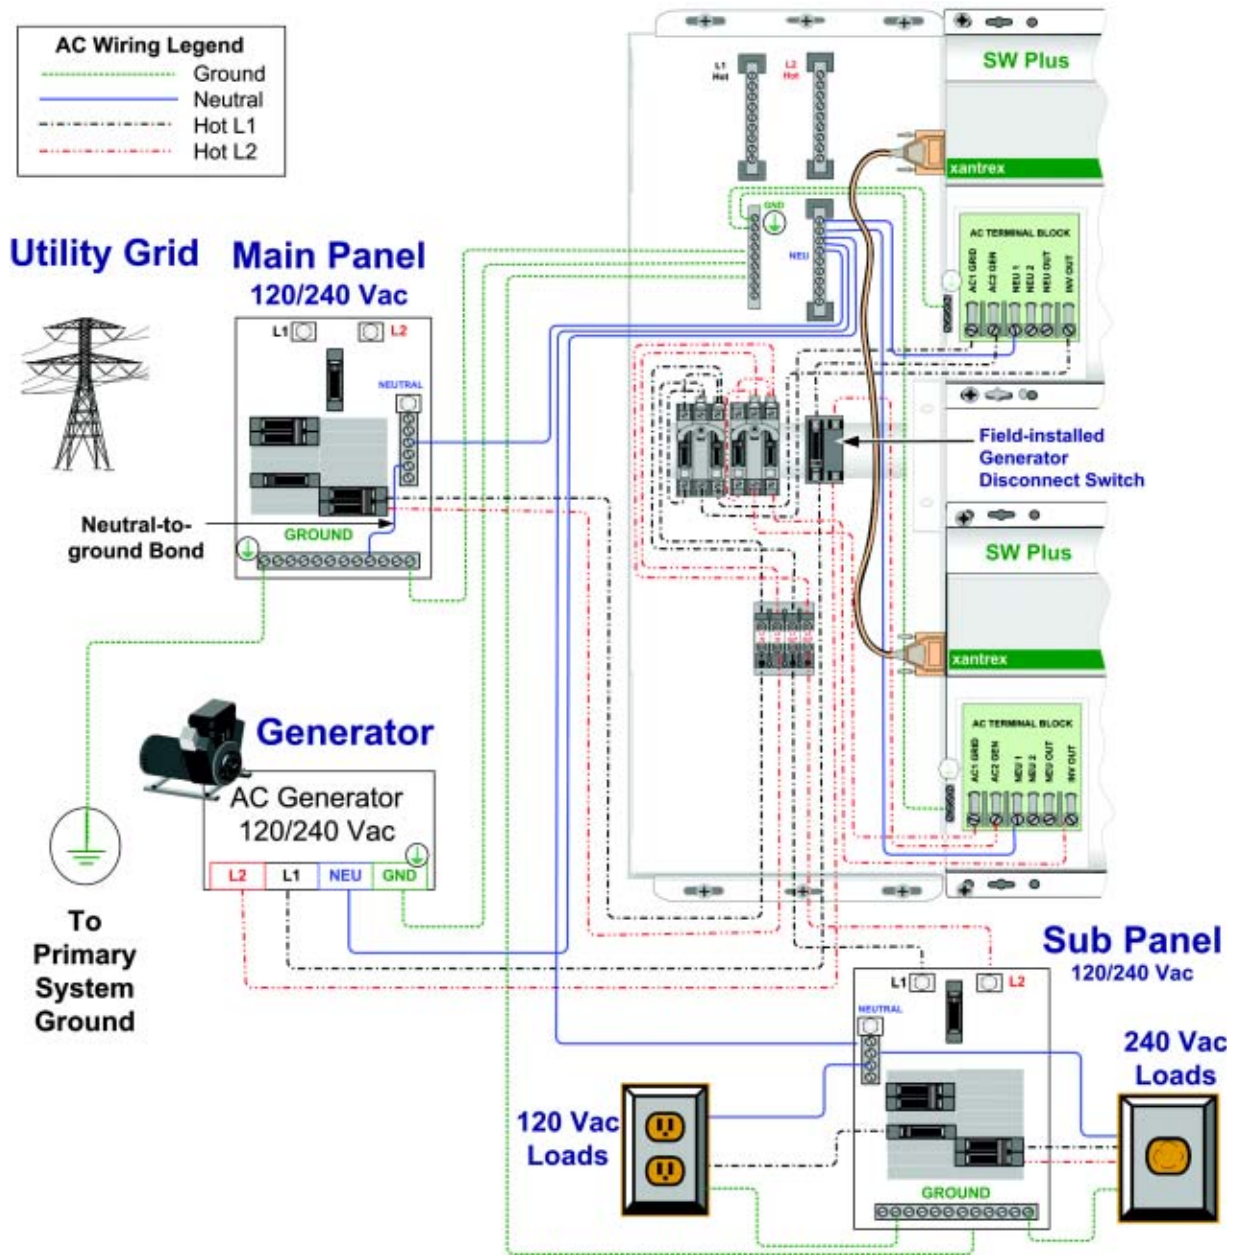 AC Wiring Legend
Ground
Neutral
Hot L1
Hot L2
Utility Grid
Main Panel
120/240 Vac
L1
L2
NEUTRAL
GROUND
Neutral-to-
ground Bond
Generator
AC Generator
120/240 Vac
L2
L1
NEU
GND
To
Primary
System
Ground
L1
Hot
L2
Hot
GND
NEU
SW Plus
xantrex
AC TERMINAL BLOCK
AC1 GRID
AC2 GEN
NEU 1
NEU 2
NEU OUT
INV OUT
Field-installed
Generator
Disconnect Switch
SW Plus
xantrex
AC TERMINAL BLOCK
AC1 GRID
AC2 GEN
NEU 1
NEU 2
NEU OUT
INV OUT
Sub Panel
120/240 Vac
L1
L2
NEUTRAL
GROUND
120 Vac
Loads
240 Vac
Loads